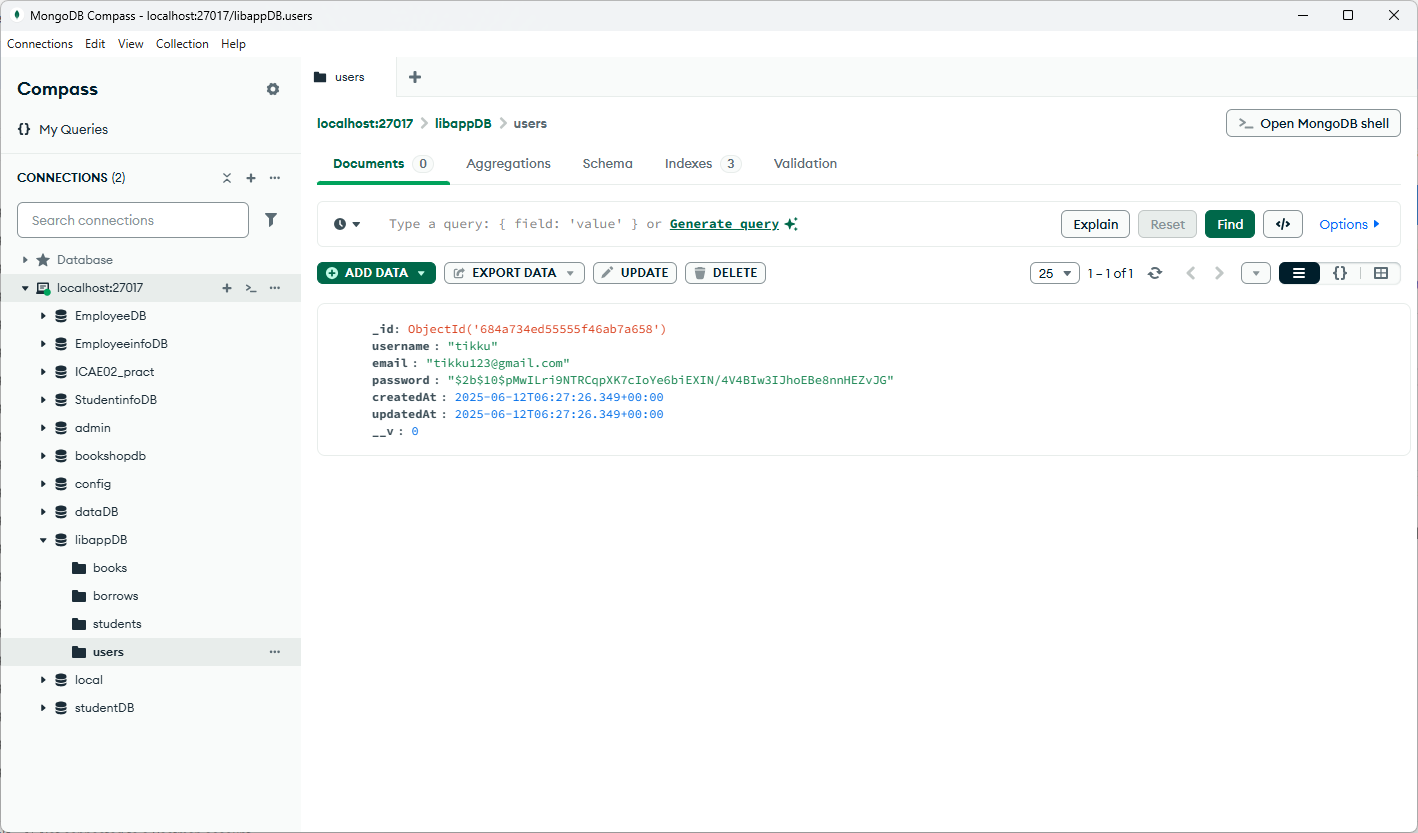 MongoDB Compass - localhost:27017/libappDB.users
Connections Edit View Collection Help
Compass
{} My Queries
CONNECTIONS (2)
Search connections
Database
localhost:27017
EmployeeDB
EmployeeinfoDB
ICAE02_pract
StudentinfoDB
admin
bookshopdb
config
dataDB
libappDB
books
borrows
students
users
local
studentDB
users
localhost:27017 > libappDB > users
>_ Open MongoDB shell
Documents 0 Aggregations Schema Indexes 3 Validation
Type a query: { field: 'value' } or Generate query
Explain Reset Find </> Options
ADD DATA EXPORT DATA UPDATE DELETE
25 1 – 1 of 1 {}
_id: ObjectId('684a734ed55555f46ab7a658')
username : "tikku"
email : "tikku123@gmail.com"
password : "$2b$10$pMwILri9NTRCqpXK7cIoYe6biEXIN/4V4BIw3IJhoEBe8nnHEZvJG"
createdAt : 2025-06-12T06:27:26.349+00:00
updatedAt : 2025-06-12T06:27:26.349+00:00
__v : 0